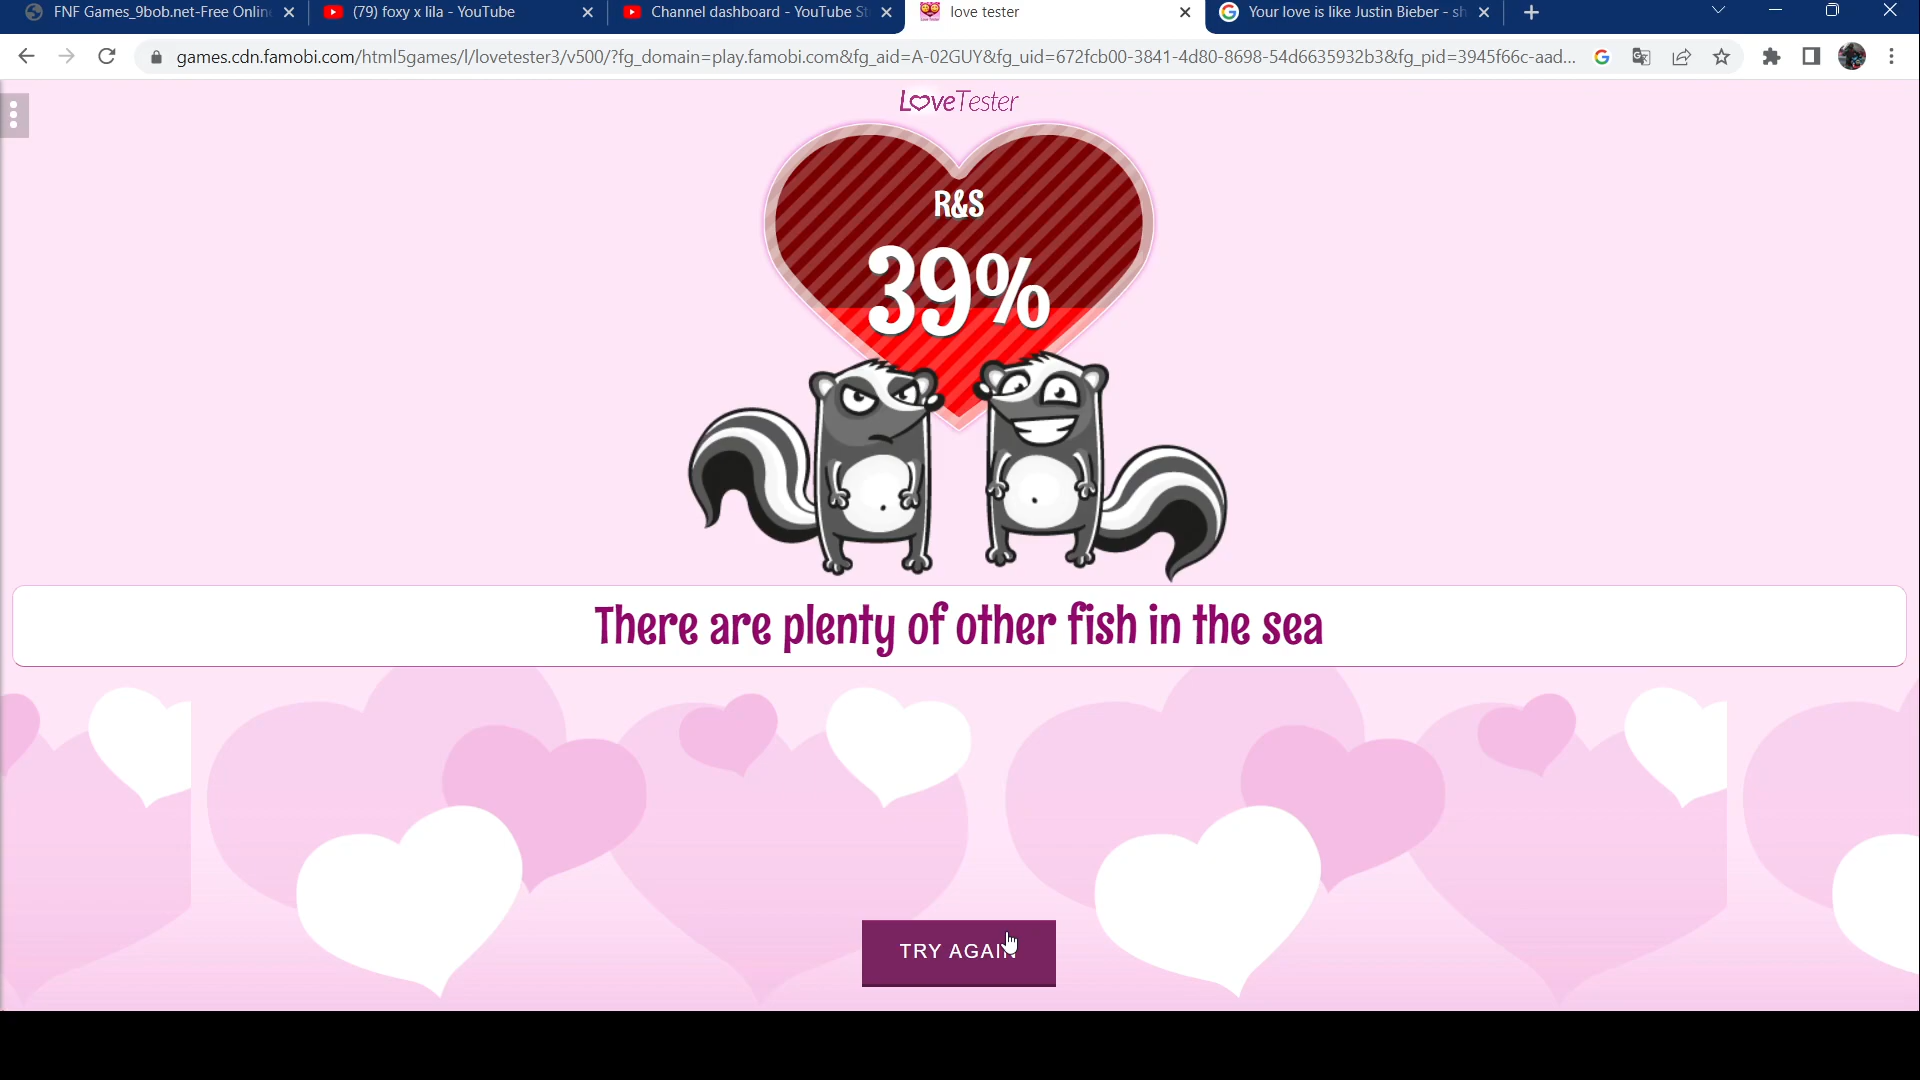 FNF Games_9bob.net-Free Onlin
(79) foxy x lila - YouTube
Channel dashboard - YouTube St
love tester
Your love is like Justin Bieber - sh
games.cdn.famobi.com/html5games/l/lovetester3/v500/?fg_domain=play.famobi.com&fg_aid=A-02GUY&fg_uid=672fcb00-3841-4d80-8698-54d6635932b3&fg_pid=3945f66c-aad...
LoveTester
R&S
39%
There are plenty of other fish in the sea
TRY AGAIN